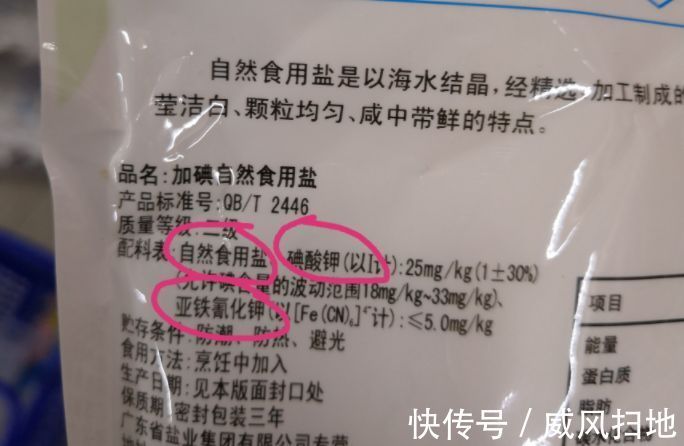 自然食用盐是以海水结晶,经精选、加工制成的
莹洁白、颗粒均匀、咸中带鲜的特点。
品名:加碘自然食用盐
产品标准号:QB/T 2446
质量等级:二级
配料表:自然食用盐、碘酸钾(以I计):25mg/kg(1±30%)
(允许碘含量的波动范围18mg/kg~33mg/kg)、
亚铁氰化钾(以[Fe(CN)₆]⁴⁻计):≤5.0mg/kg
贮存条件:防潮、防热、避光
食用方法:烹饪中加入
生产日期:见本版面封口处
保质期:密封包装三年
广东省盐业集团有限公司专营
地址:
项目
能量
蛋白质
脂肪
快传号/威风扫地